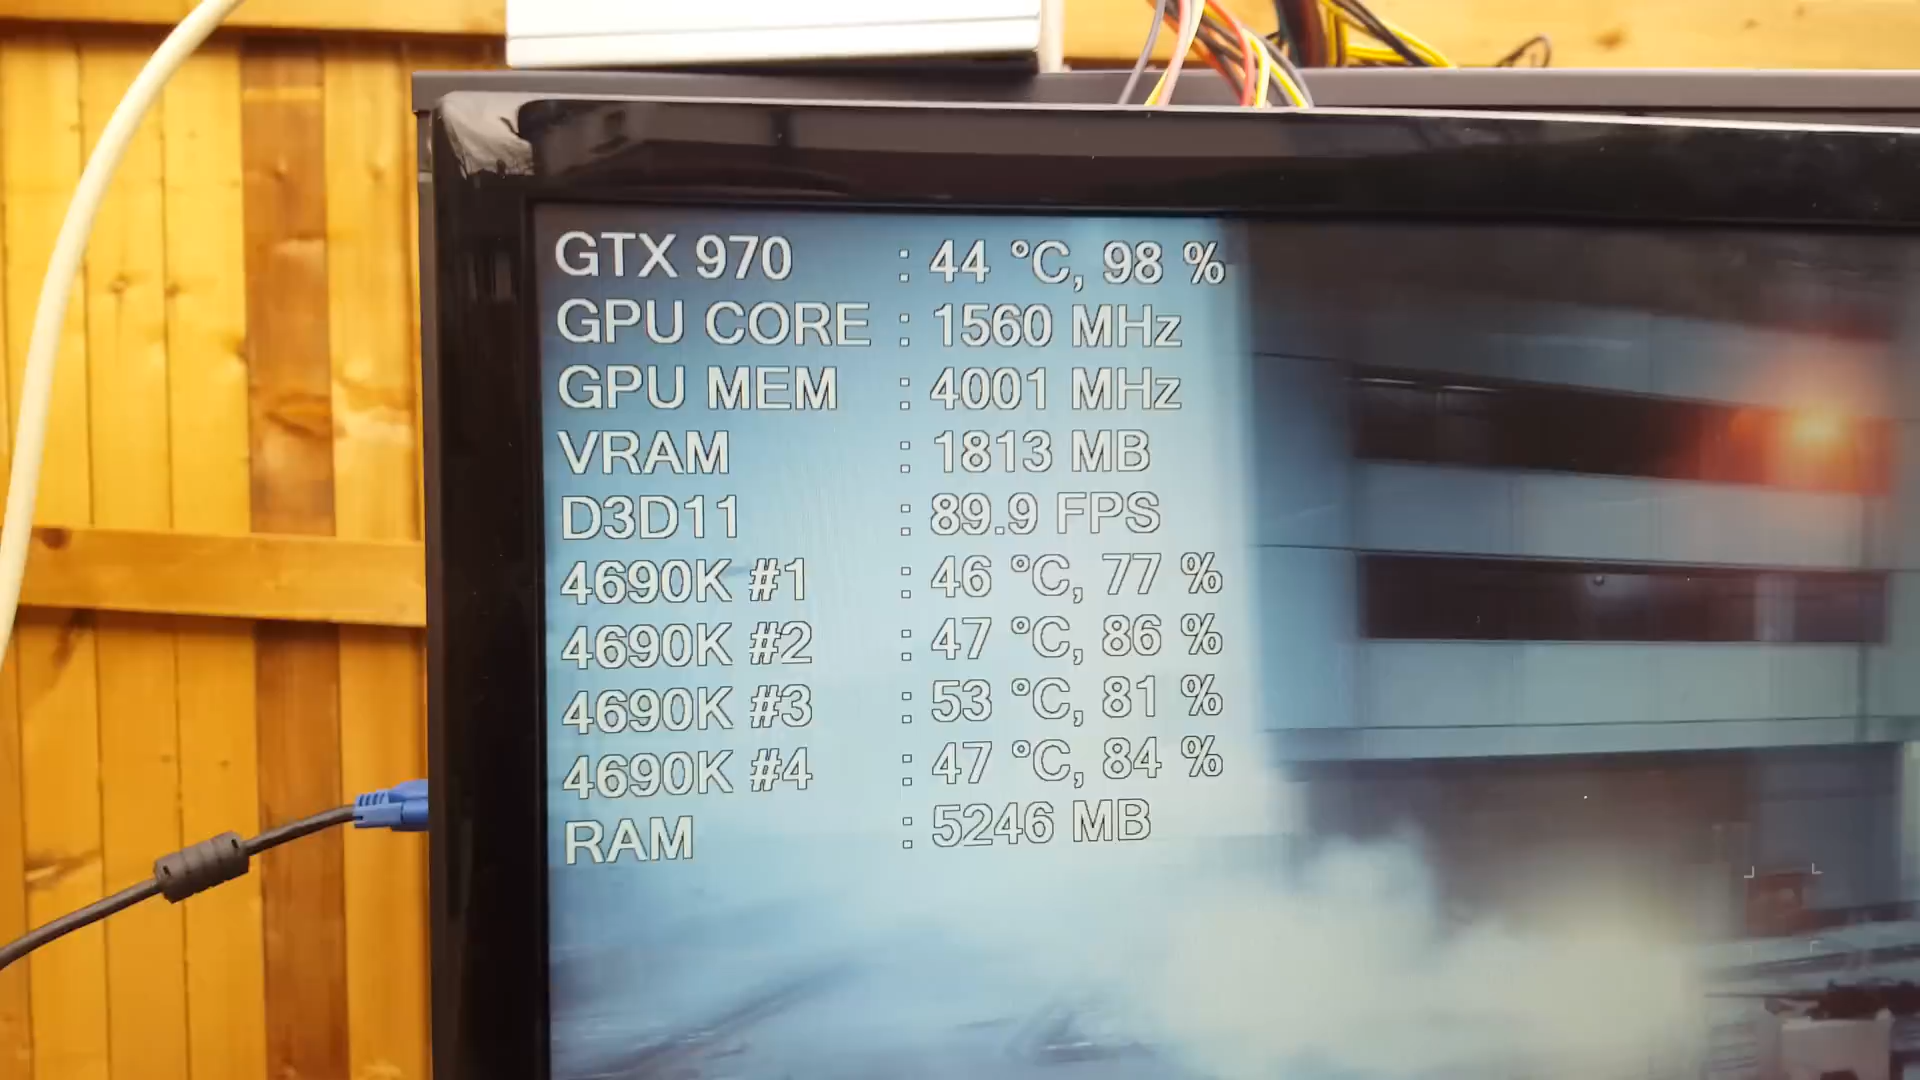 GTX 970 : 44 °C, 98 %
GPU CORE : 1560 MHz
GPU MEM : 4001 MHz
VRAM : 1813 MB
D3D11 : 89.9 FPS
4690K #1 : 46 °C, 77 %
4690K #2 : 47 °C, 86 %
4690K #3 : 53 °C, 81 %
4690K #4 : 47 °C, 84 %
RAM : 5246 MB